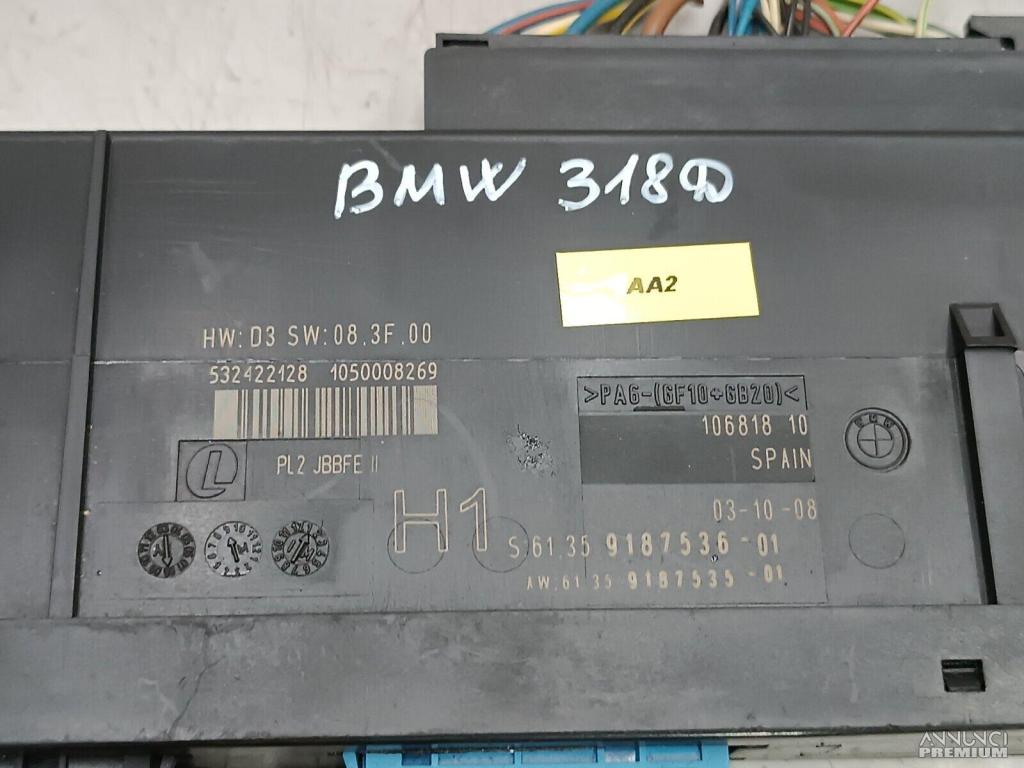 BMW 318D
AA2
HW: D3 SW: 08.3F.00
532422128 1050008269
>PA6-(GF10+GB20)<
106818 10
SPAIN
BMW
L
PL2 JBBFE II
03-10-08
H1
S 61.35 9187536-01
AW.61 35 9187535-01
ANNUNCI
PREMIUM